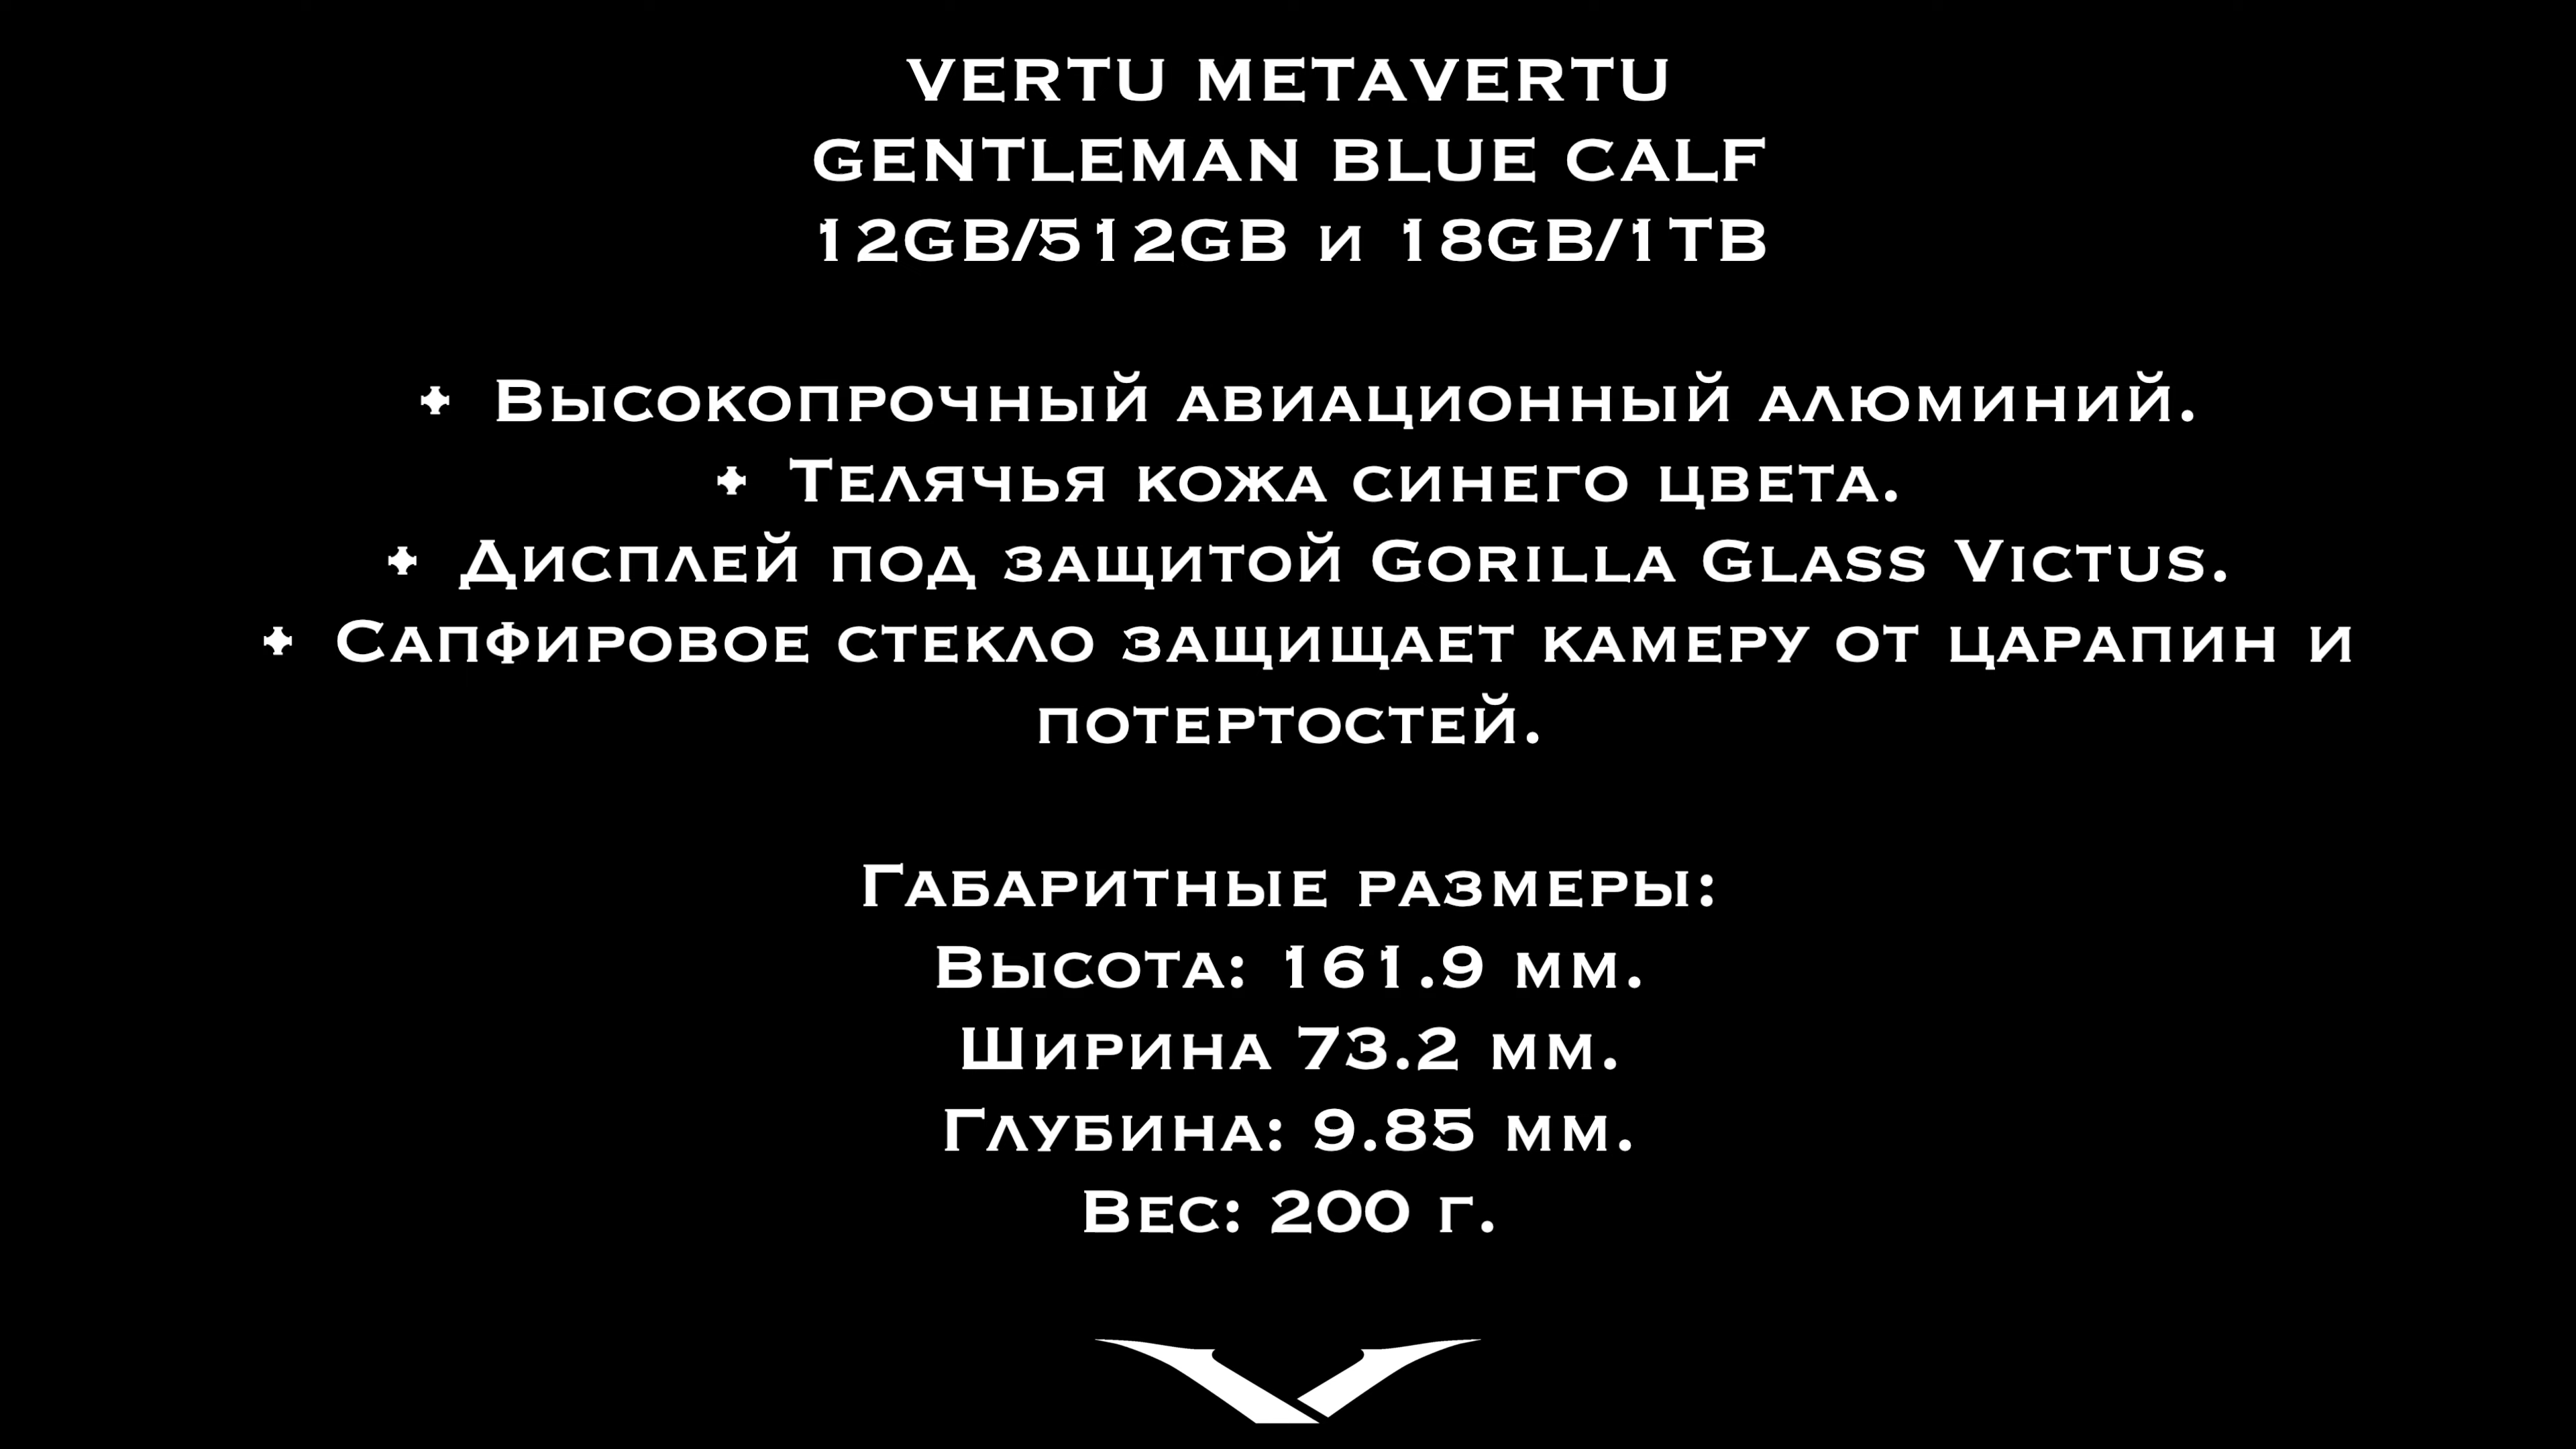 VERTU METAVERTU
GENTLEMAN BLUE CALF
12GB/512GB и 18GB/1TB
✦ Высокопрочный авиационный алюминий.
✦ Телячья кожа синего цвета.
✦ Дисплей под защитой Gorilla Glass Victus.
✦ Сапфировое стекло защищает камеру от царапин и
потертостей.
Габаритные размеры:
Высота: 161.9 мм.
Ширина 73.2 мм.
Глубина: 9.85 мм.
Вес: 200 г.